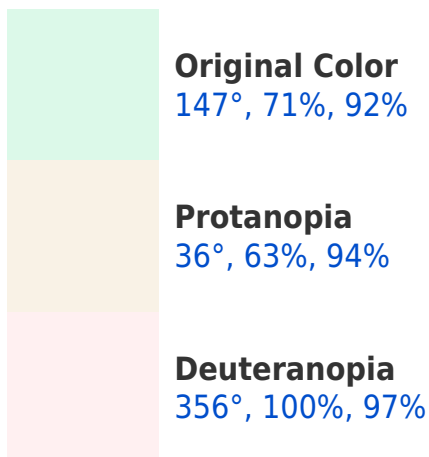 Original Color
147°, 71%, 92%
Protanopia
36°, 63%, 94%
Deuteranopia
356°, 100%, 97%